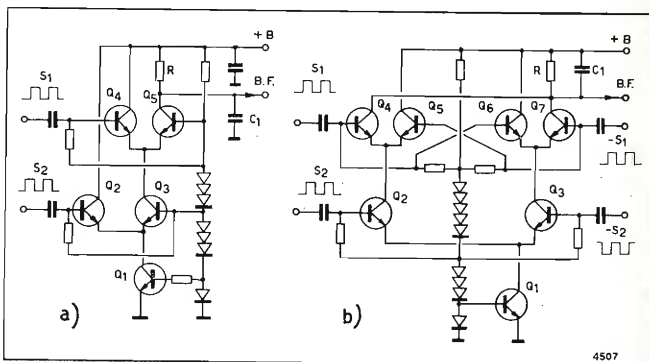 + B
S1
Q4
Q5
R
B.F.
C1
S2
Q2
Q3
Q1
a)
+ B
S1
R
C1
B.F.
Q4
Q5
Q6
Q7
-S1
S2
Q2
Q3
-S2
Q1
b)
4507